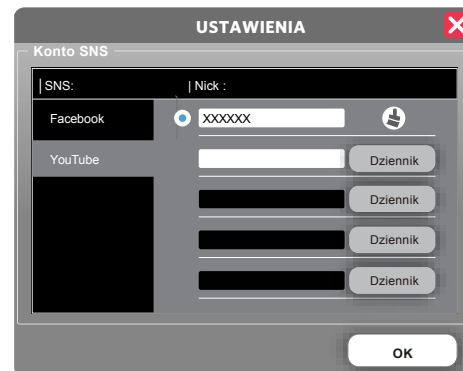 USTAWIENIA
Konto SNS
|SNS: | Nick :
Facebook XXXXXX
YouTube Dziennik
Dziennik
Dziennik
Dziennik
OK